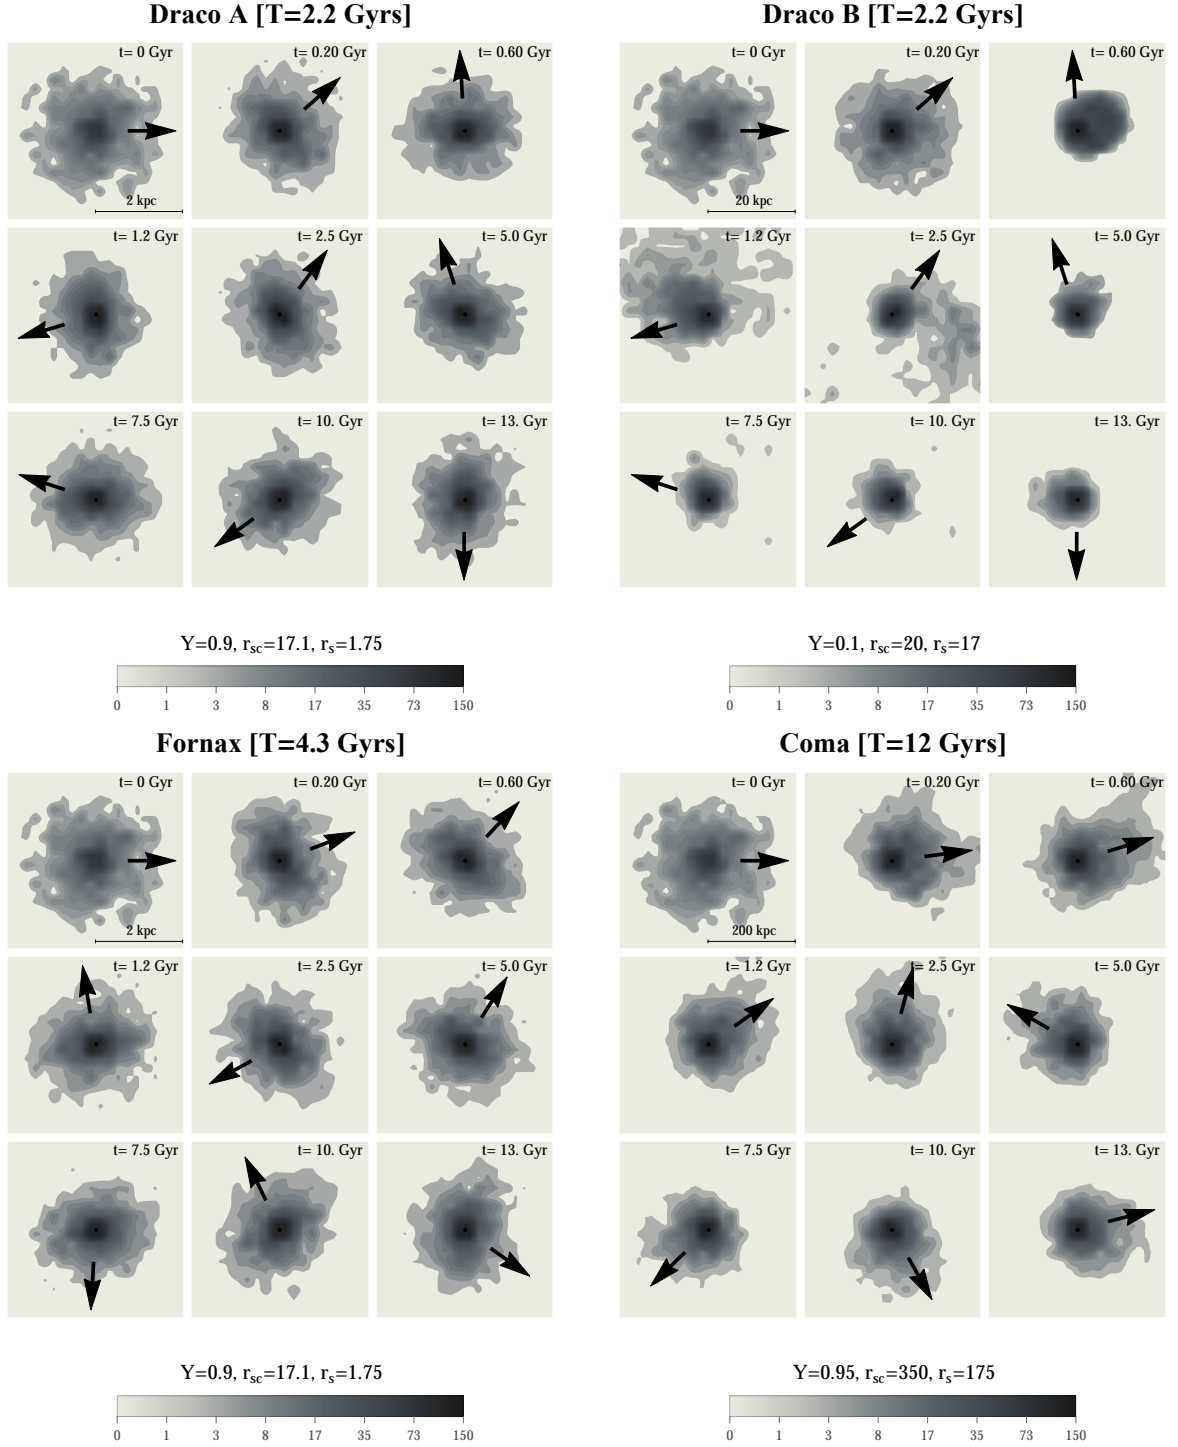 Draco A [T=2.2 Gyrs]
t= 0 Gyr
t= 0.20 Gyr
t= 0.60 Gyr
2 kpc
t= 1.2 Gyr
t= 2.5 Gyr
t= 5.0 Gyr
t= 7.5 Gyr
t= 10. Gyr
t= 13. Gyr
Y=0.9, rsc=17.1, rs=1.75
0 1 3 8 17 35 73 150
Draco B [T=2.2 Gyrs]
t= 0 Gyr
t= 0.20 Gyr
t= 0.60 Gyr
20 kpc
t= 1.2 Gyr
t= 2.5 Gyr
t= 5.0 Gyr
t= 7.5 Gyr
t= 10. Gyr
t= 13. Gyr
Y=0.1, rsc=20, rs=17
0 1 3 8 17 35 73 150
Fornax [T=4.3 Gyrs]
t= 0 Gyr
t= 0.20 Gyr
t= 0.60 Gyr
2 kpc
t= 1.2 Gyr
t= 2.5 Gyr
t= 5.0 Gyr
t= 7.5 Gyr
t= 10. Gyr
t= 13. Gyr
Y=0.9, rsc=17.1, rs=1.75
0 1 3 8 17 35 73 150
Coma [T=12 Gyrs]
t= 0 Gyr
t= 0.20 Gyr
t= 0.60 Gyr
200 kpc
t= 1.2 Gyr
t= 2.5 Gyr
t= 5.0 Gyr
t= 7.5 Gyr
t= 10. Gyr
t= 13. Gyr
Y=0.95, rsc=350, rs=175
0 1 3 8 17 35 73 150